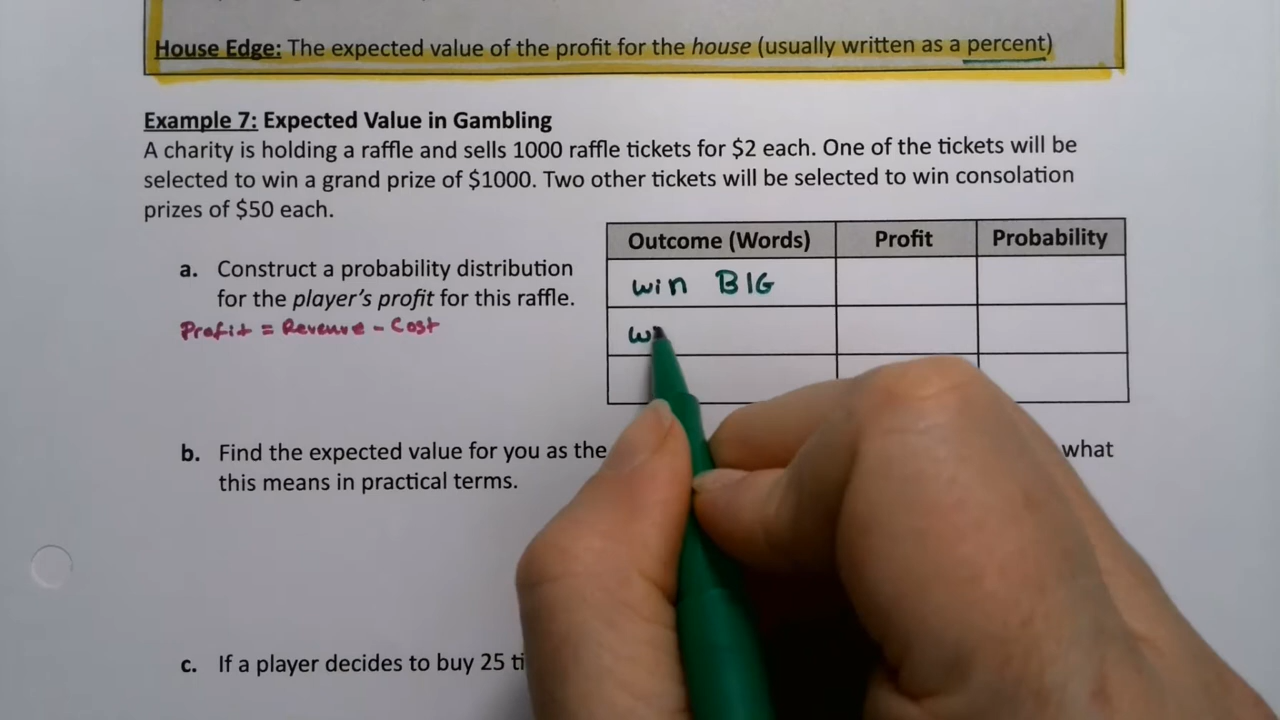 House Edge: The expected value of the profit for the house (usually written as a percent)
Example 7: Expected Value in Gambling
A charity is holding a raffle and sells 1000 raffle tickets for $2 each. One of the tickets will be
selected to win a grand prize of $1000. Two other tickets will be selected to win consolation
prizes of $50 each.
a. Construct a probability distribution
for the player's profit for this raffle.
Profit = Revenue - Cost
Outcome (Words) Profit Probability
win BIG
b. Find the expected value for you as the what
this means in practical terms.
c. If a player decides to buy 25